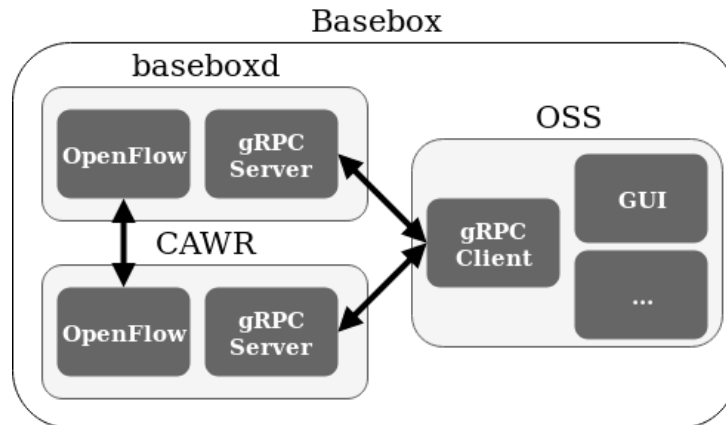 Basebox
baseboxd
OpenFlow
gRPC
Server
OSS
gRPC
Client
GUI
...
CAWR
OpenFlow
gRPC
Server